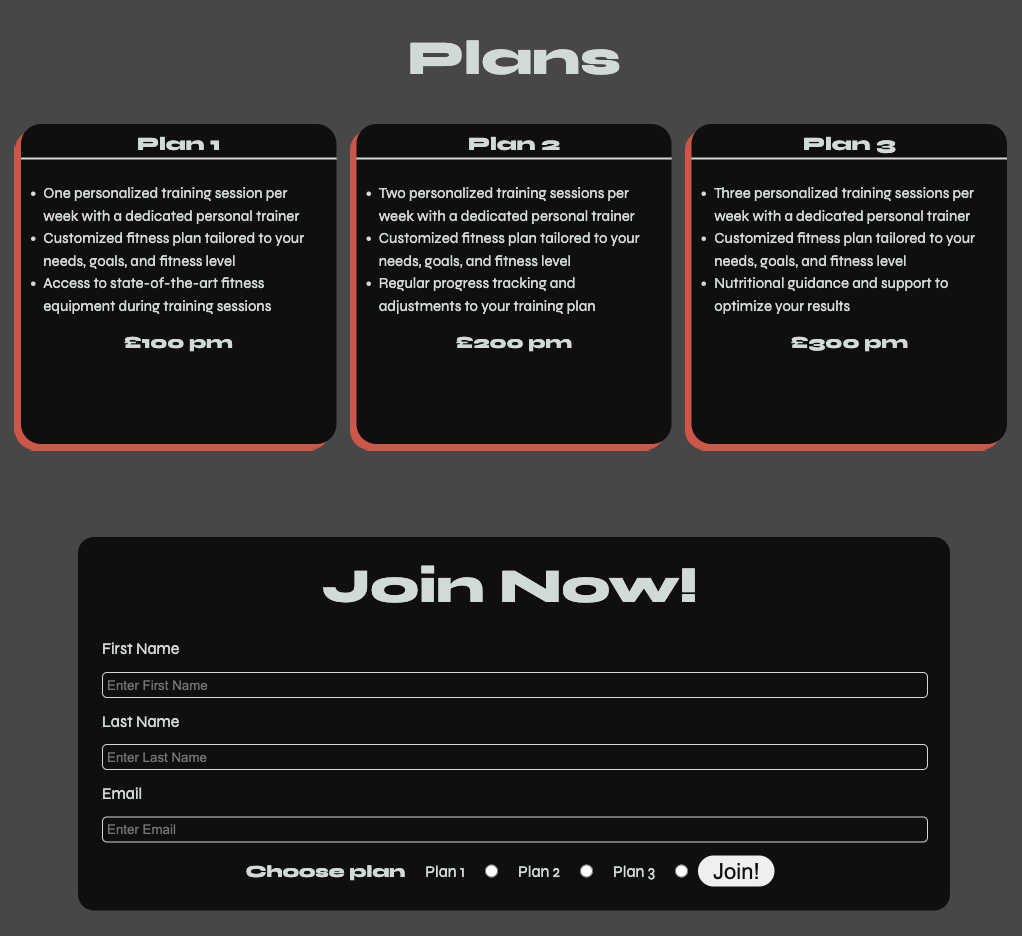 Plans
Plan 1
• One personalized training session per
week with a dedicated personal trainer
• Customized fitness plan tailored to your
needs, goals, and fitness level
• Access to state-of-the-art fitness
equipment during training sessions
£100 pm
Plan 2
• Two personalized training sessions per
week with a dedicated personal trainer
• Customized fitness plan tailored to your
needs, goals, and fitness level
• Regular progress tracking and
adjustments to your training plan
£200 pm
Plan 3
• Three personalized training sessions per
week with a dedicated personal trainer
• Customized fitness plan tailored to your
needs, goals, and fitness level
• Nutritional guidance and support to
optimize your results
£300 pm
Join Now!
First Name
Enter First Name
Last Name
Enter Last Name
Email
Enter Email
Choose plan Plan 1 Plan 2 Plan 3 Join!